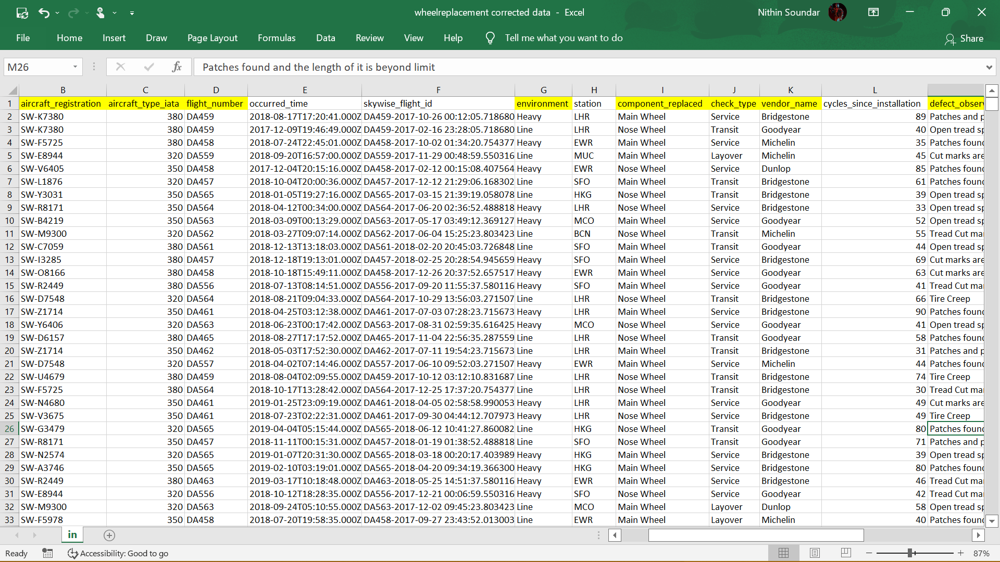 wheelreplacement corrected data - Excel
Nithin Soundar
File Home Insert Draw Page Layout Formulas Data Review View Help Tell me what you want to do Share
M26 fx Patches found and the length of it is beyond limit
B C D E F G H I J K L
1 aircraft_registration aircraft_type_iata flight_number occurred_time skywise_flight_id environment station component_replaced check_type vendor_name cycles_since_installation defect_observ
2 SW-K7380 380 DA459 2018-08-17T17:20:41.000Z DA459-2017-10-26 00:12:05.718680 Heavy LHR Main Wheel Service Bridgestone 89 Patches and p
3 SW-K7380 380 DA459 2017-12-09T19:46:49.000Z DA459-2017-02-16 23:28:05.718680 Line LHR Nose Wheel Transit Goodyear 40 Open tread sp
4 SW-F5725 380 DA458 2018-07-24T22:45:01.000Z DA458-2017-10-02 01:34:20.754377 Heavy EWR Main Wheel Service Michelin 35 Patches found
5 SW-E8944 320 DA559 2018-09-20T16:57:00.000Z DA559-2017-11-29 00:48:59.550316 Line MUC Main Wheel Layover Michelin 45 Cut marks are
6 SW-V6405 350 DA458 2017-12-04T20:15:16.000Z DA458-2017-02-12 00:15:08.407564 Heavy EWR Nose Wheel Service Dunlop 85 Patches found
7 SW-L1876 320 DA457 2018-10-04T20:00:36.000Z DA457-2017-12-12 21:29:06.168302 Line SFO Main Wheel Transit Bridgestone 61 Patches found
8 SW-Y3031 350 DA565 2018-01-05T19:27:16.000Z DA565-2017-03-15 21:39:19.058078 Line HKG Nose Wheel Transit Bridgestone 39 Open tread sp
9 SW-R8171 350 DA564 2018-04-12T00:34:00.000Z DA564-2017-06-20 02:36:52.488818 Heavy LHR Nose Wheel Service Bridgestone 33 Open tread sp
10 SW-B4219 350 DA563 2018-03-09T00:13:29.000Z DA563-2017-05-17 03:49:12.369127 Heavy MCO Main Wheel Service Goodyear 52 Open tread sp
11 SW-M9300 320 DA562 2018-03-27T09:07:14.000Z DA562-2017-06-04 15:25:23.803423 Line BCN Nose Wheel Transit Michelin 55 Tread Cut mar
12 SW-C7059 380 DA561 2018-12-13T13:18:03.000Z DA561-2018-02-20 20:45:03.726848 Line SFO Main Wheel Transit Goodyear 44 Open tread sp
13 SW-I3285 380 DA457 2018-12-18T19:13:01.000Z DA457-2018-02-25 20:28:54.945659 Heavy SFO Main Wheel Service Bridgestone 69 Cut marks are
14 SW-O8166 380 DA458 2018-10-18T15:49:11.000Z DA458-2017-12-26 20:37:52.657517 Heavy EWR Main Wheel Service Goodyear 63 Cut marks are
15 SW-R2449 380 DA556 2018-07-13T08:14:51.000Z DA556-2017-09-20 11:55:37.580116 Heavy SFO Main Wheel Service Goodyear 41 Tread Cut mar
16 SW-D7548 320 DA564 2018-08-21T09:04:33.000Z DA564-2017-10-29 13:56:03.271507 Line LHR Nose Wheel Transit Bridgestone 66 Tire Creep
17 SW-Z1714 350 DA461 2018-04-25T03:12:38.000Z DA461-2017-07-03 07:28:23.715673 Heavy LHR Main Wheel Service Bridgestone 90 Patches found
18 SW-Y6406 320 DA563 2018-06-23T00:17:42.000Z DA563-2017-08-31 02:59:35.616425 Heavy MCO Nose Wheel Service Goodyear 41 Open tread sp
19 SW-D6157 380 DA465 2018-08-27T17:17:52.000Z DA465-2017-11-04 22:56:35.287559 Line LHR Nose Wheel Transit Goodyear 58 Patches found
20 SW-Z1714 350 DA462 2018-05-03T17:52:30.000Z DA462-2017-07-11 19:54:23.715673 Line LHR Main Wheel Transit Bridgestone 31 Patches and p
21 SW-D7548 320 DA557 2018-04-02T07:14:46.000Z DA557-2017-06-10 09:52:03.271507 Heavy EWR Main Wheel Service Michelin 44 Patches found
22 SW-U4679 380 DA459 2018-08-04T02:09:55.000Z DA459-2017-10-12 03:12:10.831687 Line LHR Nose Wheel Transit Bridgestone 74 Tire Creep
23 SW-F5725 380 DA564 2018-10-17T13:28:42.000Z DA564-2017-12-25 17:37:20.754377 Line LHR Nose Wheel Transit Bridgestone 30 Tread Cut mar
24 SW-N4680 350 DA461 2019-01-25T23:09:19.000Z DA461-2018-04-05 02:58:58.990053 Heavy LHR Main Wheel Service Goodyear 49 Cut marks are
25 SW-V3675 350 DA461 2018-07-23T02:22:31.000Z DA461-2017-09-30 04:44:12.707973 Heavy LHR Nose Wheel Service Bridgestone 49 Tire Creep
26 SW-G3479 320 DA565 2019-04-04T05:15:44.000Z DA565-2018-06-12 10:41:27.860082 Line HKG Nose Wheel Transit Goodyear 80 Patches found
27 SW-R8171 350 DA457 2018-11-11T00:15:31.000Z DA457-2018-01-19 01:38:52.488818 Line SFO Nose Wheel Transit Goodyear 71 Patches and p
28 SW-N2574 320 DA565 2019-01-07T20:31:30.000Z DA565-2018-03-18 00:20:17.403989 Heavy HKG Main Wheel Service Bridgestone 39 Open tread sp
29 SW-A3746 350 DA565 2019-02-10T03:19:01.000Z DA565-2018-04-20 09:34:19.366300 Heavy HKG Main Wheel Service Bridgestone 80 Patches found
30 SW-R2449 380 DA463 2019-03-17T10:18:48.000Z DA463-2018-05-25 14:51:37.580116 Heavy EWR Main Wheel Service Bridgestone 46 Tread Cut mar
31 SW-E8944 320 DA556 2018-10-12T18:28:35.000Z DA556-2017-12-21 00:06:59.550316 Heavy SFO Nose Wheel Service Goodyear 42 Tread Cut mar
32 SW-M9300 320 DA563 2018-09-24T05:10:55.000Z DA563-2017-12-02 09:45:23.803423 Line MCO Main Wheel Layover Dunlop 58 Open tread sp
33 SW-F5978 350 DA458 2018-07-20T19:58:35.000Z DA458-2017-09-27 23:43:52.013003 Line EWR Main Wheel Layover Michelin 40 Patches found
in
Ready Accessibility: Good to go 87%